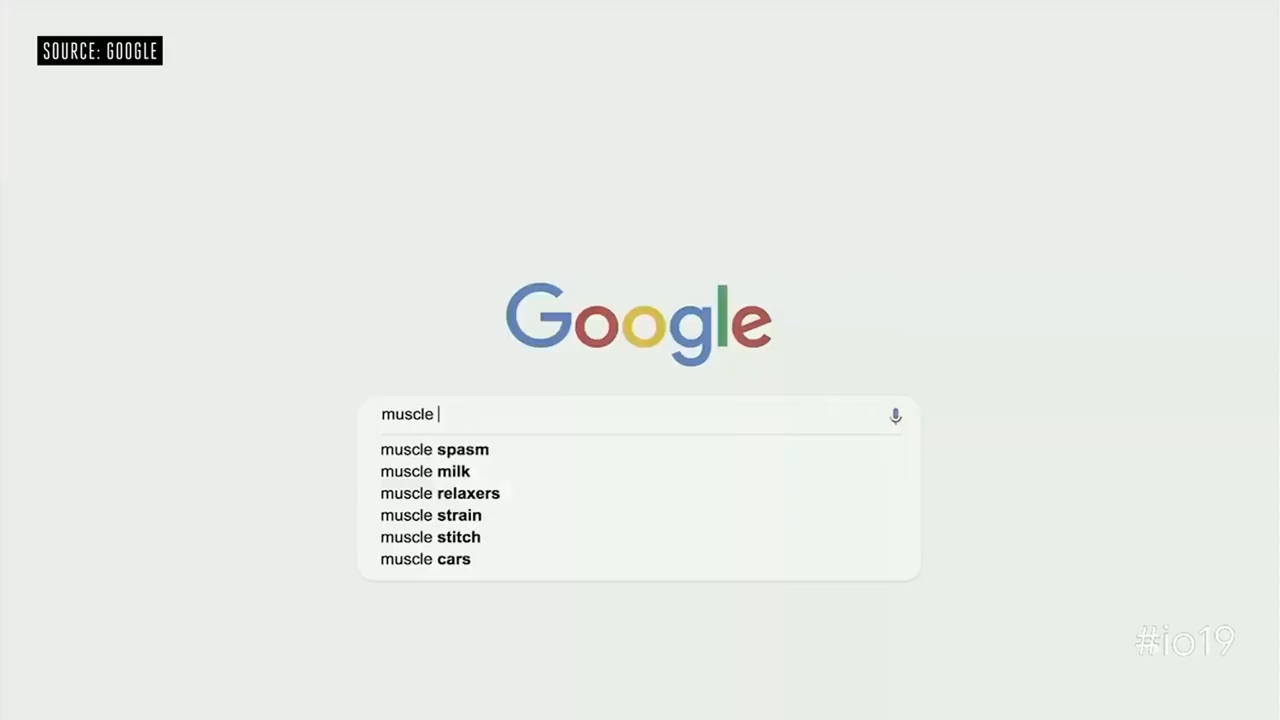 SOURCE: GOOGLE
Google
muscle
muscle spasm
muscle milk
muscle relaxers
muscle strain
muscle stitch
muscle cars
#io19